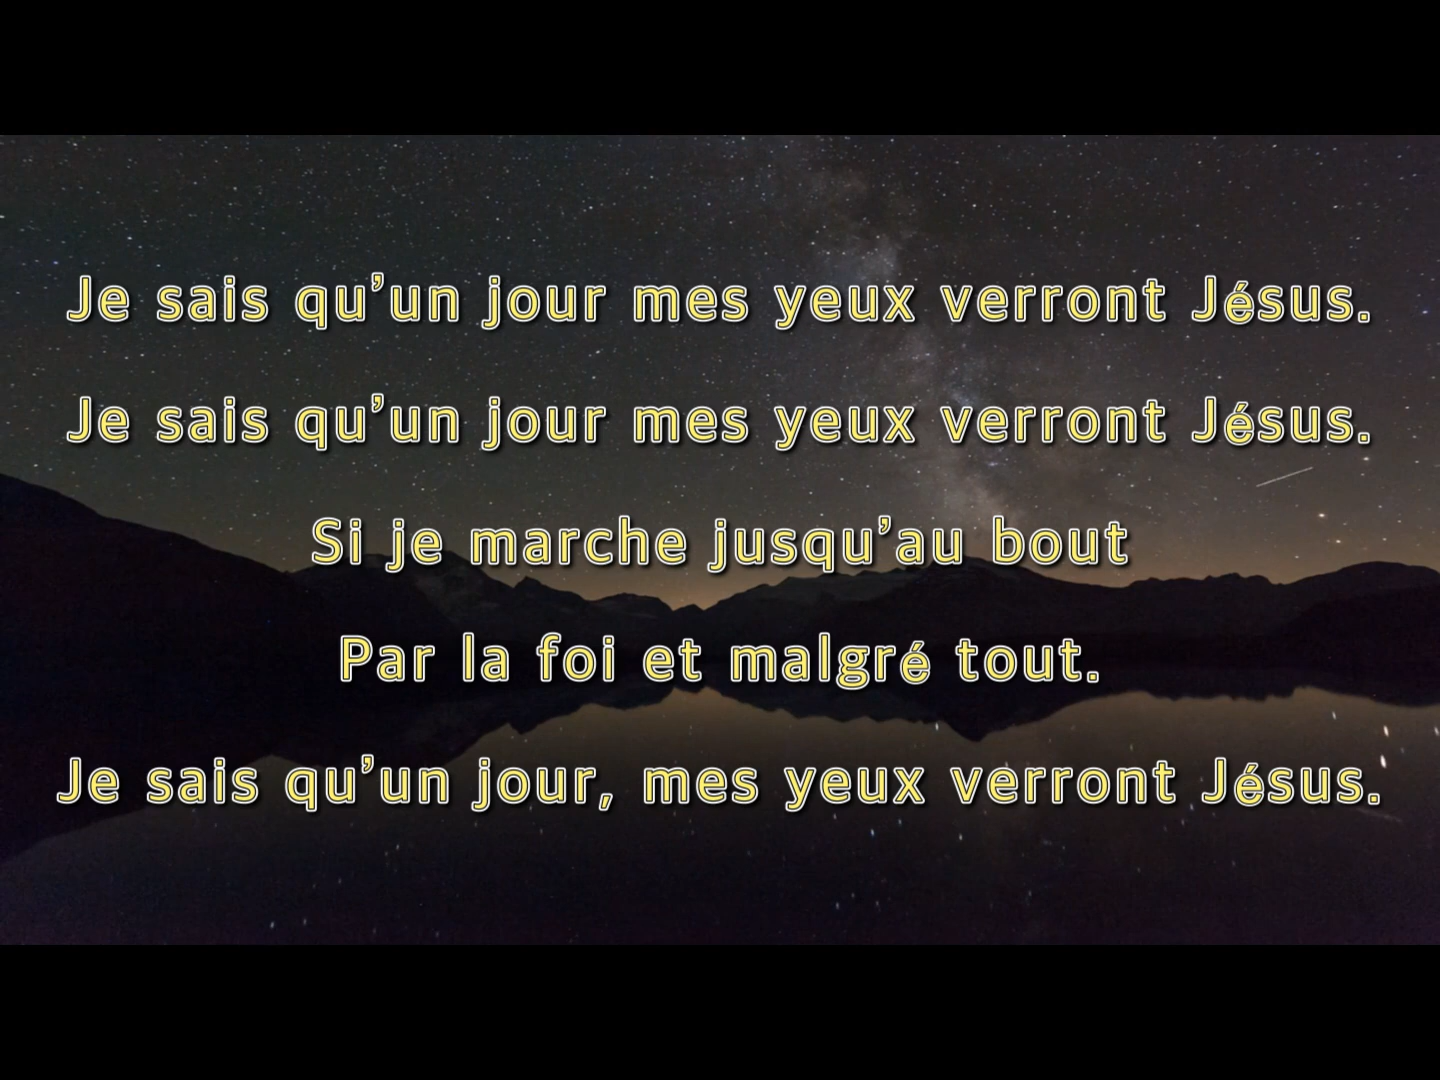 Je sais qu’un jour mes yeux verront Jésus.
Je sais qu’un jour mes yeux verront Jésus.
Si je marche jusqu’au bout
Par la foi et malgré tout.
Je sais qu’un jour, mes yeux verront Jésus.